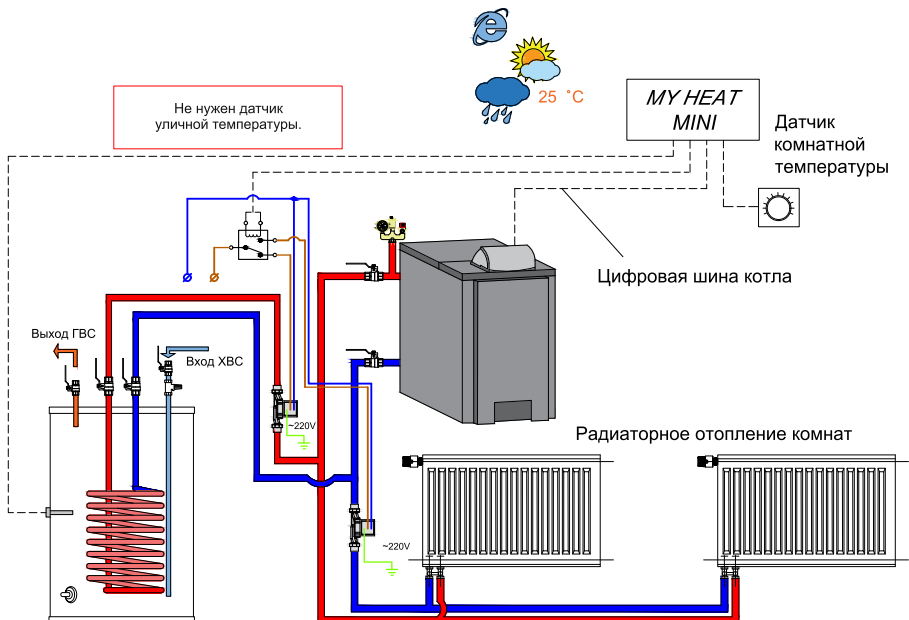 25 °C
MY HEAT
MINI
Не нужен датчик
уличной температуры.
Датчик
комнатной
температуры
Цифровая шина котла
Выход ГВС
Вход ХВС
~220V
Радиаторное отопление комнат
~220V